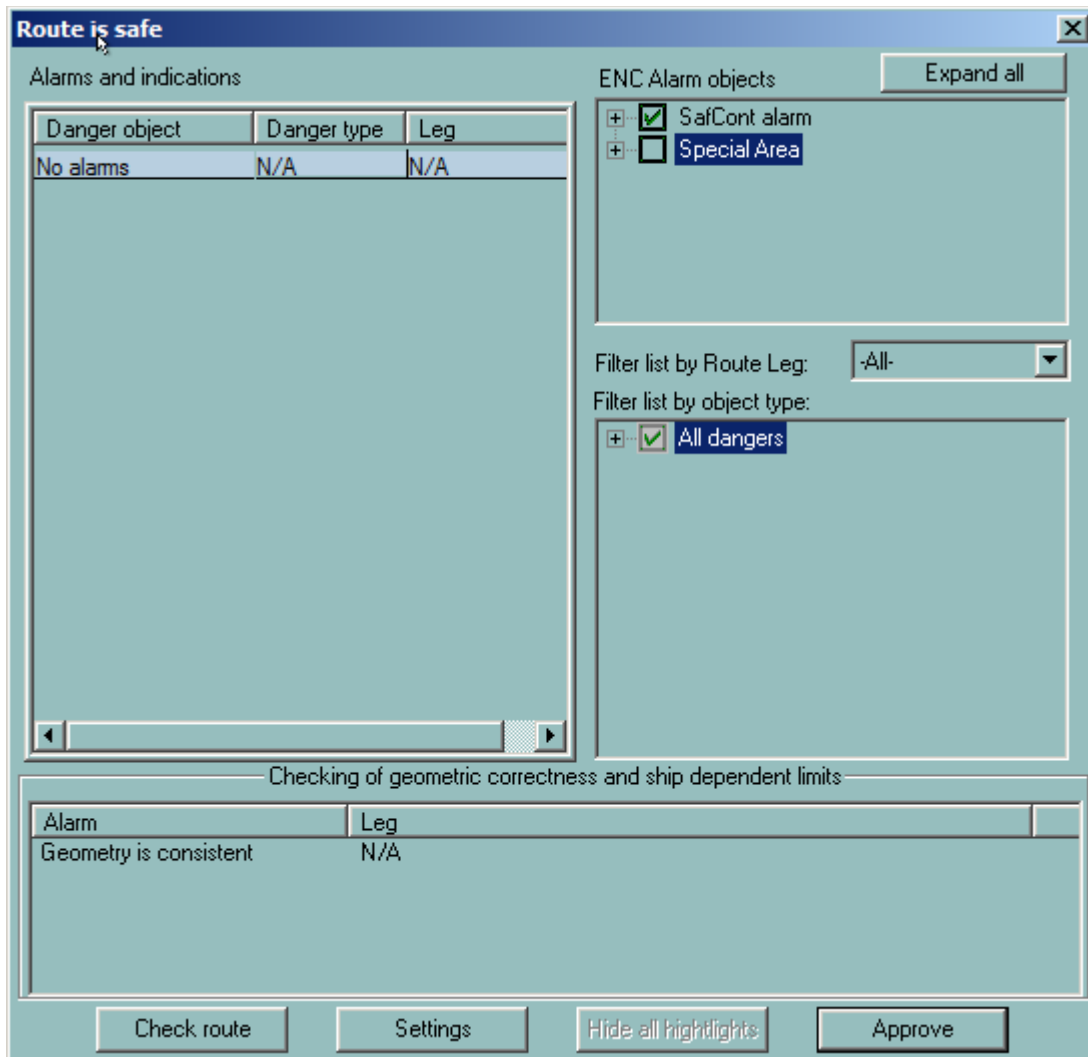 Route is safe
Alarms and indications
Danger object Danger type Leg
No alarms N/A N/A
ENC Alarm objects Expand all
SafCont alarm
Special Area
Filter list by Route Leg: -All-
Filter list by object type:
All dangers
Checking of geometric correctness and ship dependent limits
Alarm Leg
Geometry is consistent N/A
Check route Settings Hide all hightlights Approve